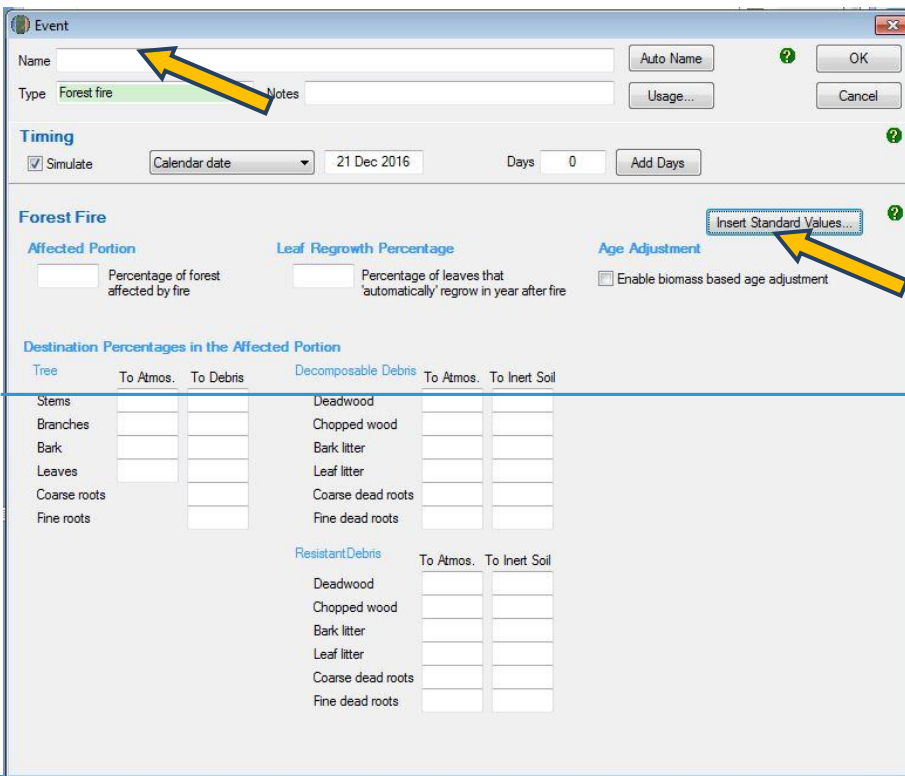 Event
Name Auto Name ? OK
Type Forest fire Notes Usage... Cancel
Timing ?
Simulate Calendar date 21 Dec 2016 Days 0 Add Days
Forest Fire Insert Standard Values... ?
Affected Portion Leaf Regrowth Percentage Age Adjustment
Percentage of forest Percentage of leaves that Enable biomass based age adjustment
affected by fire 'automatically' regrow in year after fire
Destination Percentages in the Affected Portion
Tree To Atmos. To Debris Decomposable Debris To Atmos. To Inert Soil
Stems Deadwood
Branches Chopped wood
Bark Bark litter
Leaves Leaf litter
Coarse roots Coarse dead roots
Fine roots Fine dead roots
ResistantDebris To Atmos. To Inert Soil
Deadwood
Chopped wood
Bark litter
Leaf litter
Coarse dead roots
Fine dead roots